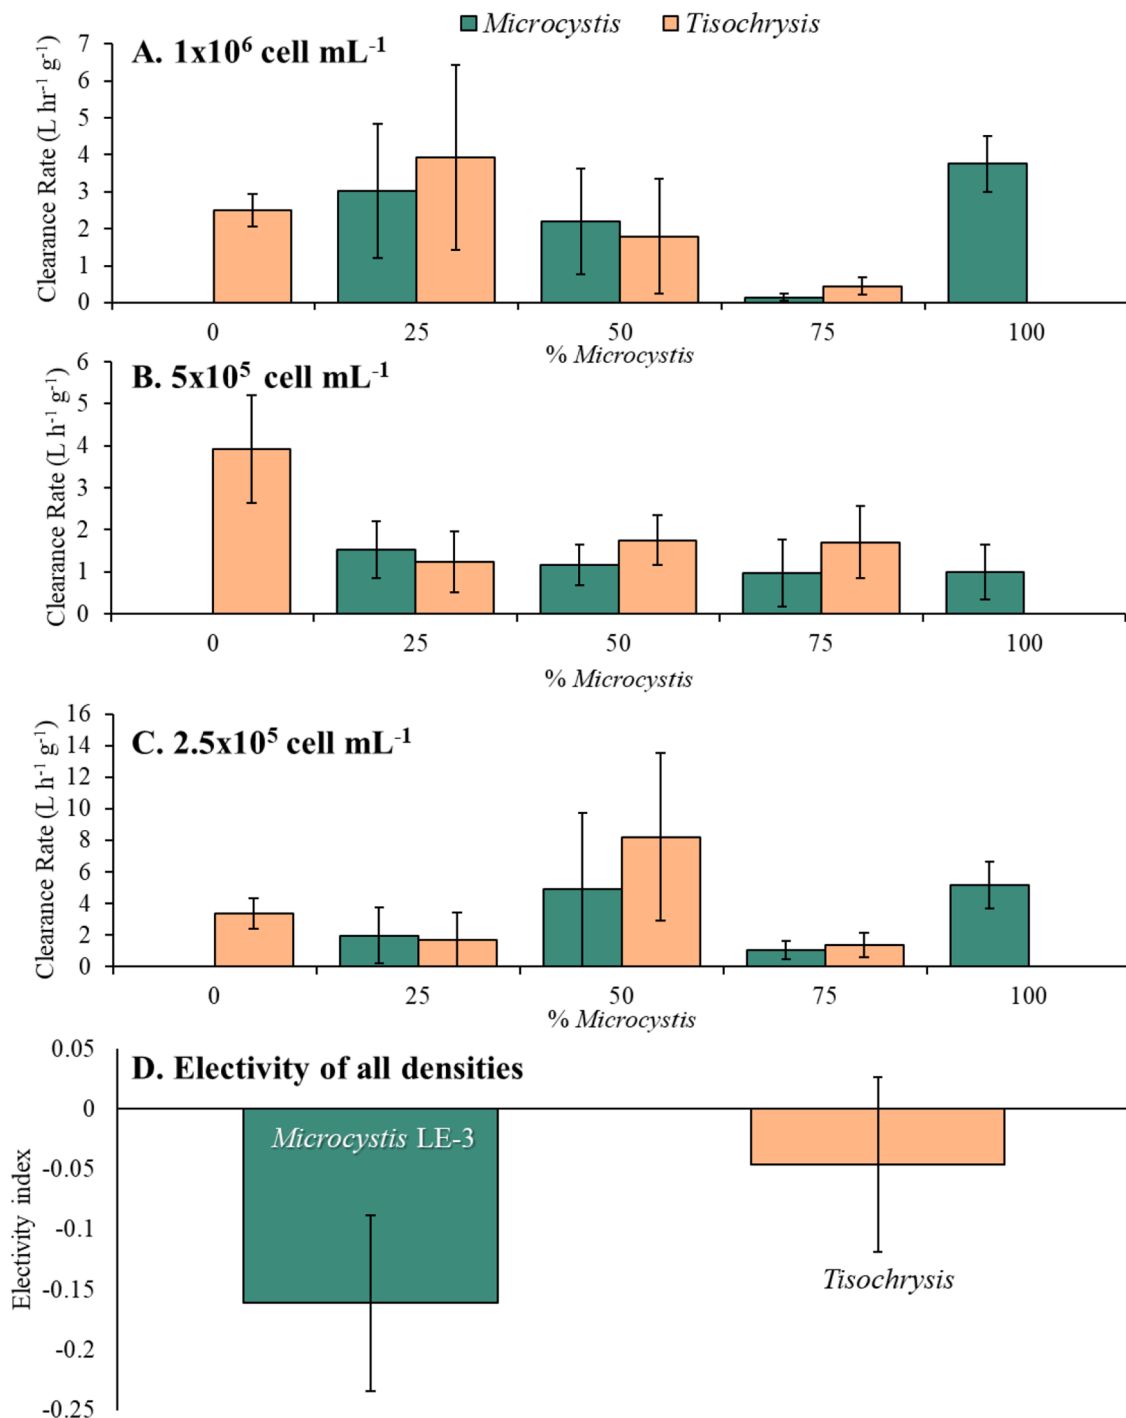 Microcystis Tisochrysis
A. 1x10⁶ cell mL⁻¹
Clearance Rate (L hr⁻¹ g⁻¹)
7
6
5
4
3
2
1
0
0 25 50 75 100
% Microcystis
B. 5x10⁵ cell mL⁻¹
Clearance Rate (L h⁻¹ g⁻¹)
6
5
4
3
2
1
0
0 25 50 75 100
% Microcystis
C. 2.5x10⁵ cell mL⁻¹
Clearance Rate (L h⁻¹ g⁻¹)
16
14
12
10
8
6
4
2
0
0 25 50 75 100
% Microcystis
D. Electivity of all densities
Electivity index
0.05
0
-0.05
-0.1
-0.15
-0.2
-0.25
Microcystis LE-3
Tisochrysis